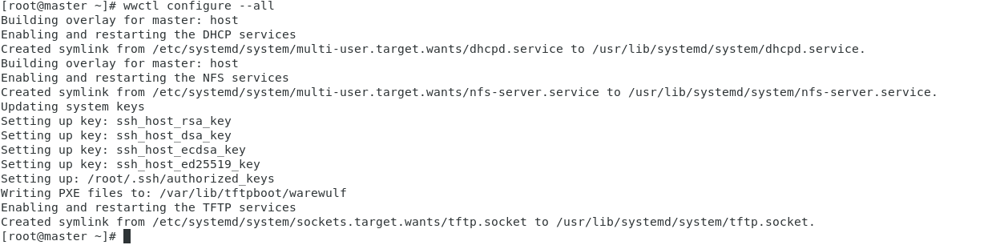 [root@master ~]# wwctl configure --all
Building overlay for master: host
Enabling and restarting the DHCP services
Created symlink from /etc/systemd/system/multi-user.target.wants/dhcpd.service to /usr/lib/systemd/system/dhcpd.service.
Building overlay for master: host
Enabling and restarting the NFS services
Created symlink from /etc/systemd/system/multi-user.target.wants/nfs-server.service to /usr/lib/systemd/system/nfs-server.service.
Updating system keys
Setting up key: ssh_host_rsa_key
Setting up key: ssh_host_dsa_key
Setting up key: ssh_host_ecdsa_key
Setting up key: ssh_host_ed25519_key
Setting up: /root/.ssh/authorized_keys
Writing PXE files to: /var/lib/tftpboot/warewulf
Enabling and restarting the TFTP services
Created symlink from /etc/systemd/system/sockets.target.wants/tftp.socket to /usr/lib/systemd/system/tftp.socket.
[root@master ~]#